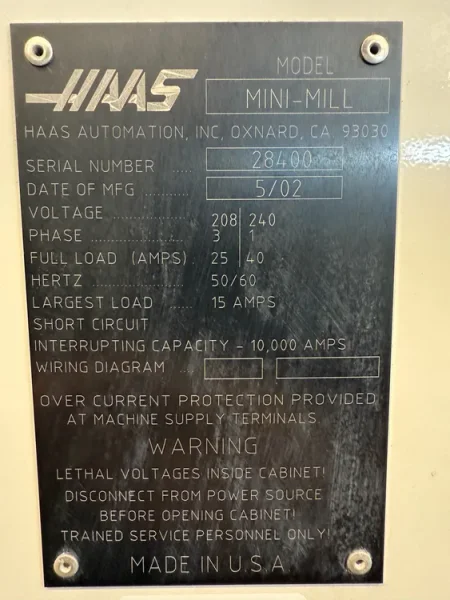 MODEL
HAAS MINI-MILL
HAAS AUTOMATION, INC, OXNARD, CA 93030
SERIAL NUMBER ..... 28400
DATE OF MFG ........... 5/02
VOLTAGE ................ 208 240
PHASE ...................... 3 1
FULL LOAD (AMPS) . 25 40
HERTZ ...................... 50/60
LARGEST LOAD ....... 15 AMPS
SHORT CIRCUIT
INTERRUPTING CAPACITY - 10,000 AMPS
WIRING DIAGRAM .......
OVER CURRENT PROTECTION PROVIDED
AT MACHINE SUPPLY TERMINALS.
WARNING
LETHAL VOLTAGES INSIDE CABINET!
DISCONNECT FROM POWER SOURCE
BEFORE OPENING CABINET!
TRAINED SERVICE PERSONNEL ONLY!
MADE IN U.S.A